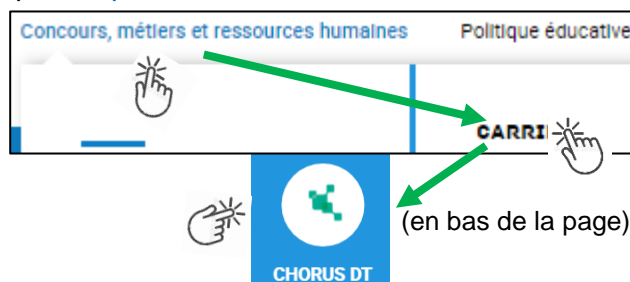 Concours, métiers et ressources humaines Politique éducative
CARRI
(en bas de la page)
CHORUS DT